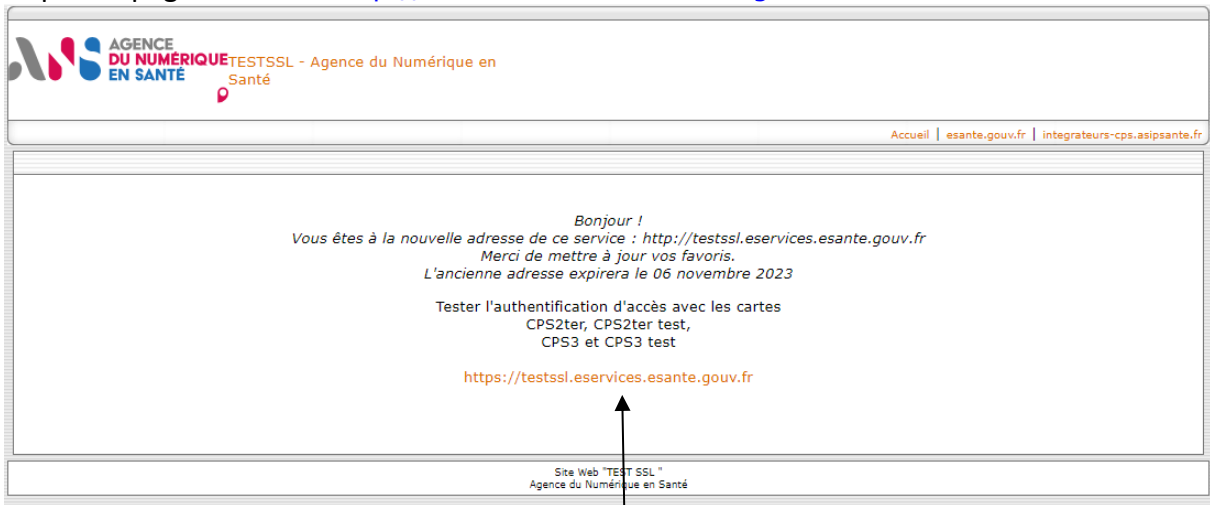 AGENCE
DU NUMÉRIQUE
EN SANTÉ
TESTSSL - Agence du Numérique en
Santé
Accueil | esante.gouv.fr | integrateurs-cps.asipsante.fr
Bonjour !
Vous êtes à la nouvelle adresse de ce service : http://testssl.eservices.esante.gouv.fr
Merci de mettre à jour vos favoris.
L'ancienne adresse expirera le 06 novembre 2023
Tester l'authentification d'accès avec les cartes
CPS2ter, CPS2ter test,
CPS3 et CPS3 test
https://testssl.eservices.esante.gouv.fr
Site Web "TEST SSL "
Agence du Numérique en Santé